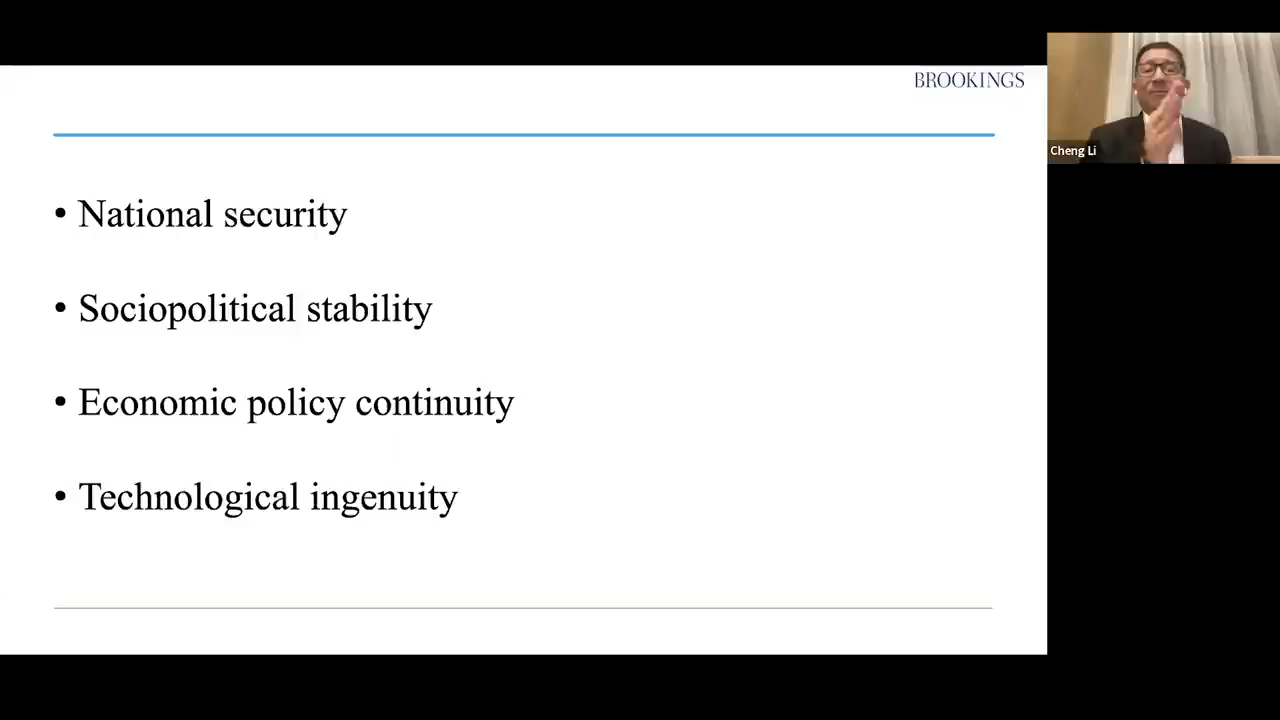 BROOKINGS
• National security
• Sociopolitical stability
• Economic policy continuity
• Technological ingenuity
Cheng Li